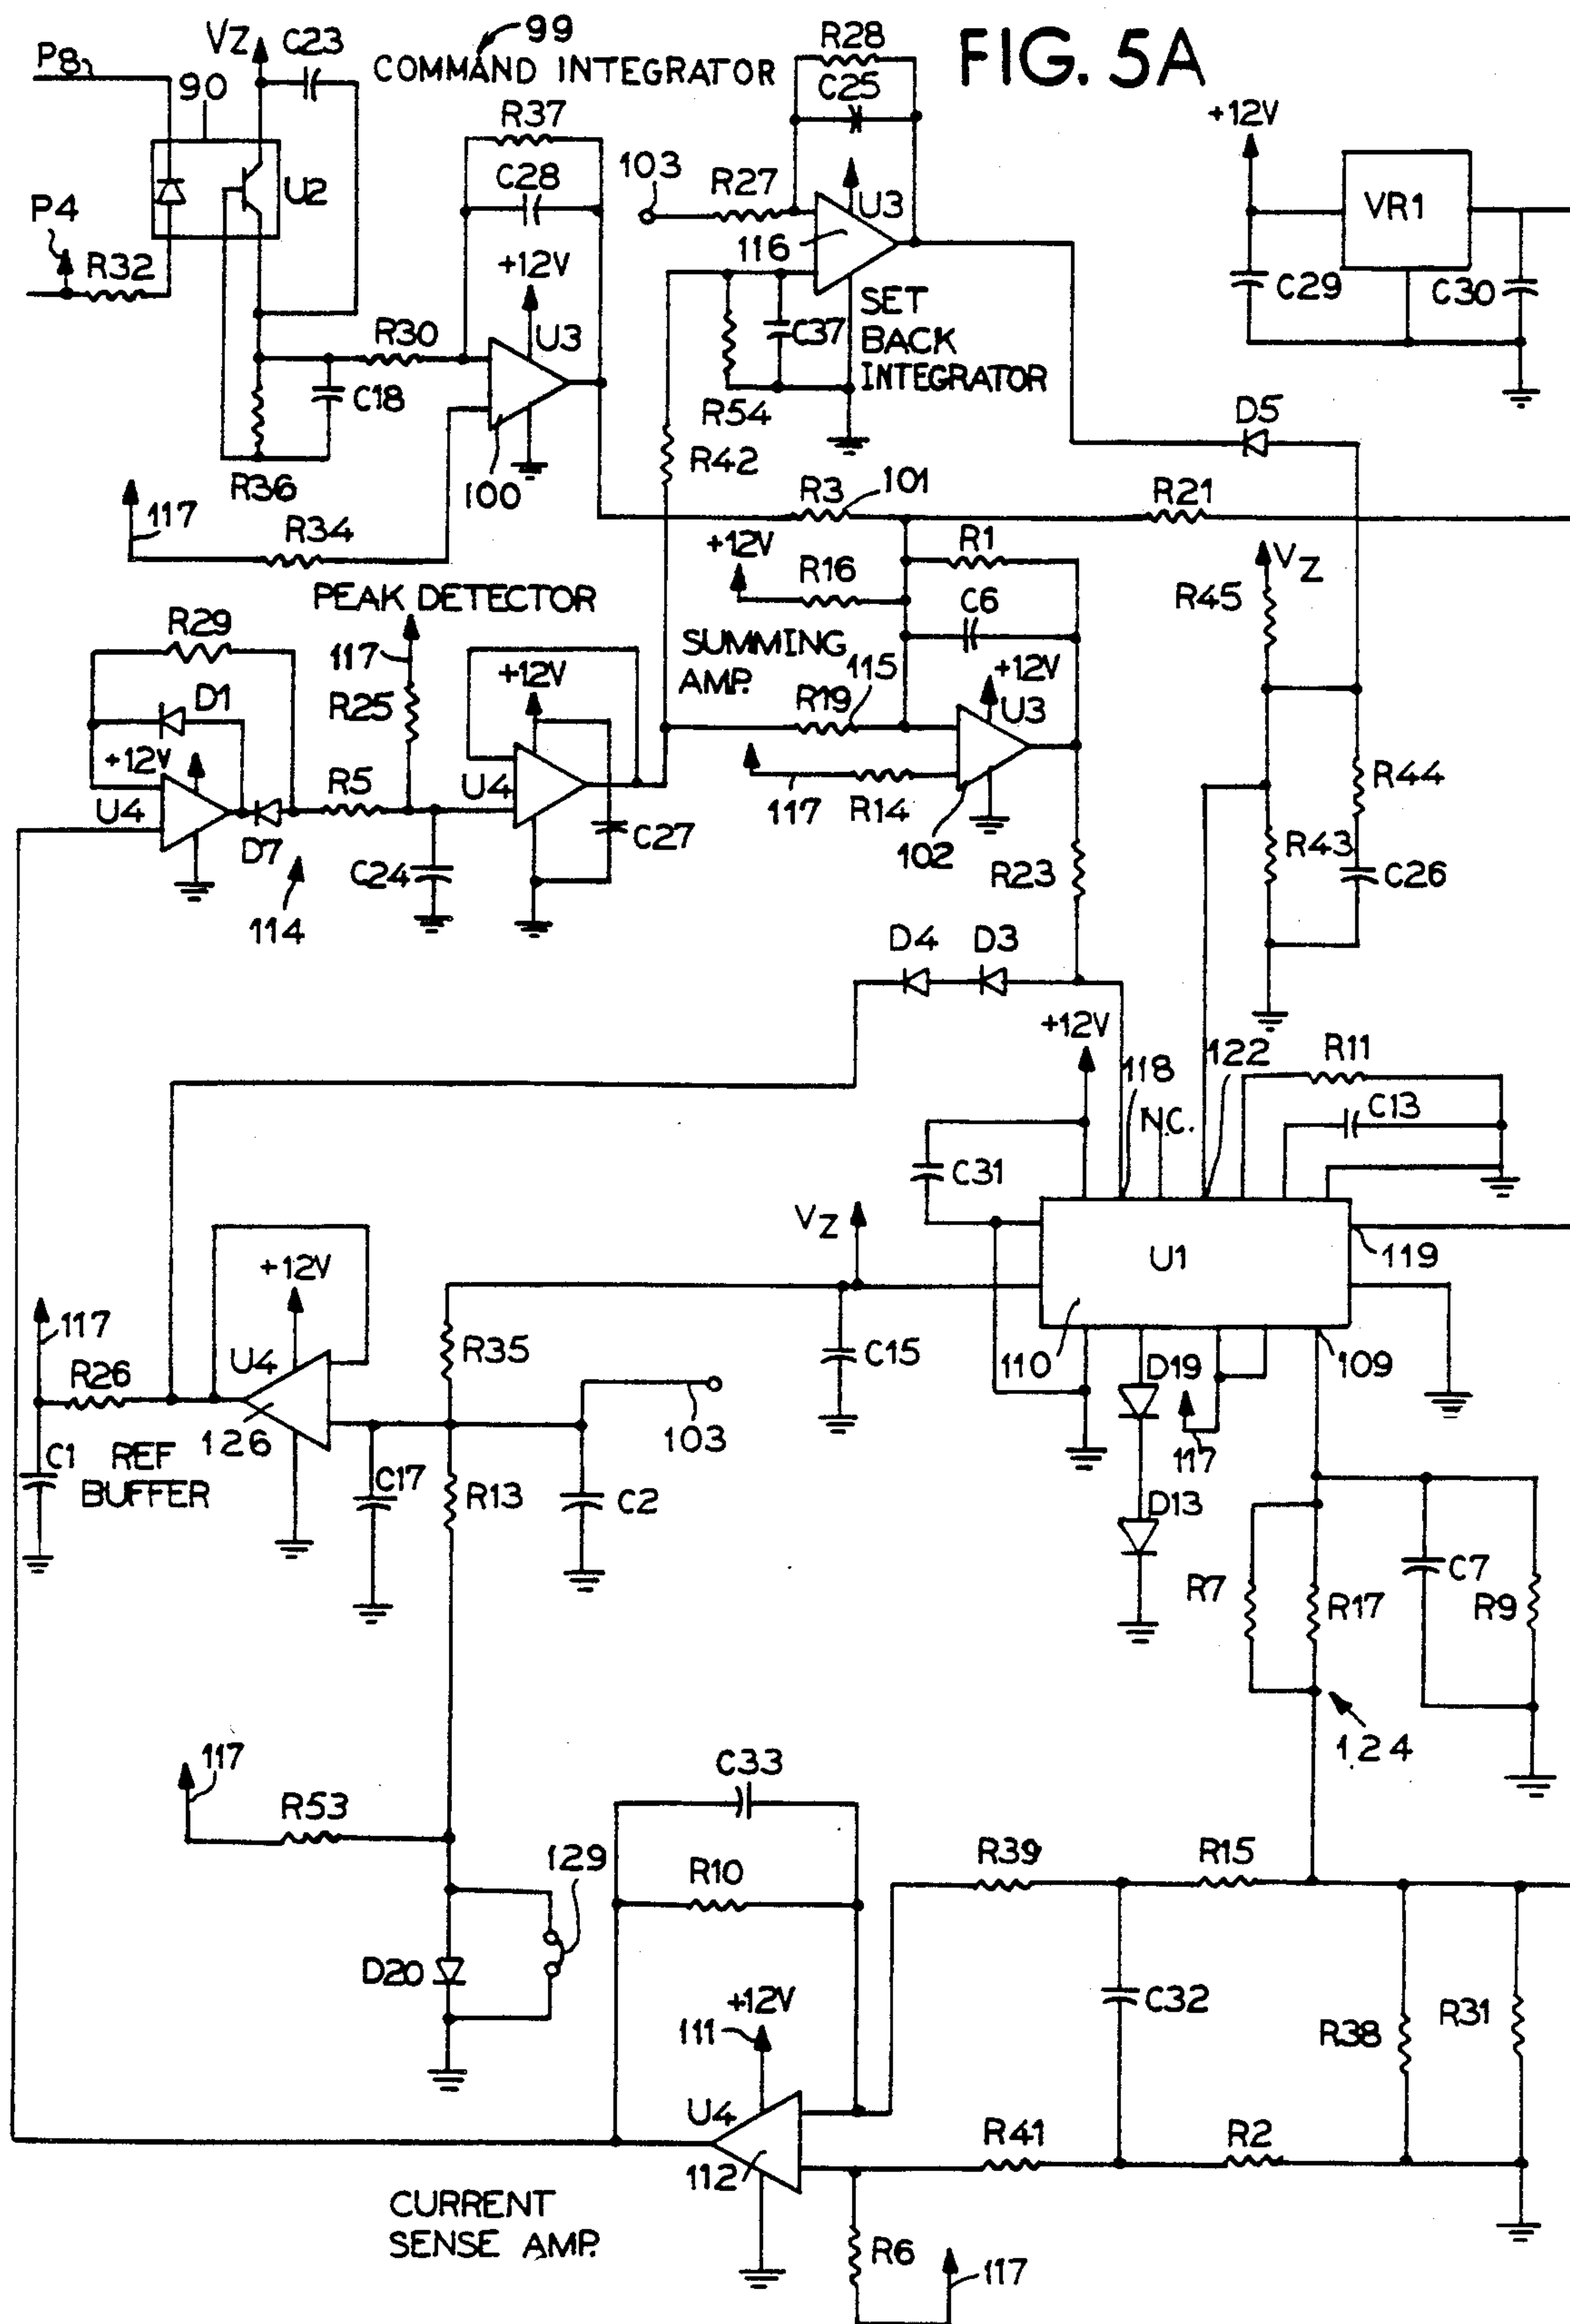 FIG. 5A
99
COMMAND INTEGRATOR
P8
VZ
C23
90
U2
P4
R32
R37
C28
+12V
U3
R30
C18
R36
100
117
R34
R28
C25
103
R27
U3
116
C37
R54
SET
BACK
INTEGRATOR
R42
+12V
VR1
C29
C30
D5
R3
101
R21
+12V
R16
R1
C6
VZ
R45
PEAK DETECTOR
R29
117
D1
R25
+12V
+12V
U4
R5
U4
D7
C24
C27
114
SUMMING
AMP.
115
R19
+12V
U3
117
R14
102
R23
R44
R43
C26
D4
D3
+12V
118
122
R11
N.C.
C13
C31
VZ
U1
119
+12V
117
R26
U4
R35
C15
110
D19
109
C1
REF
BUFFER
126
C17
R13
103
C2
117
D13
R7
R17
C7
R9
124
117
R53
C33
129
R10
R39
R15
D20
+12V
111
C32
R38
R31
U4
112
R41
R2
CURRENT
SENSE AMP.
R6
117